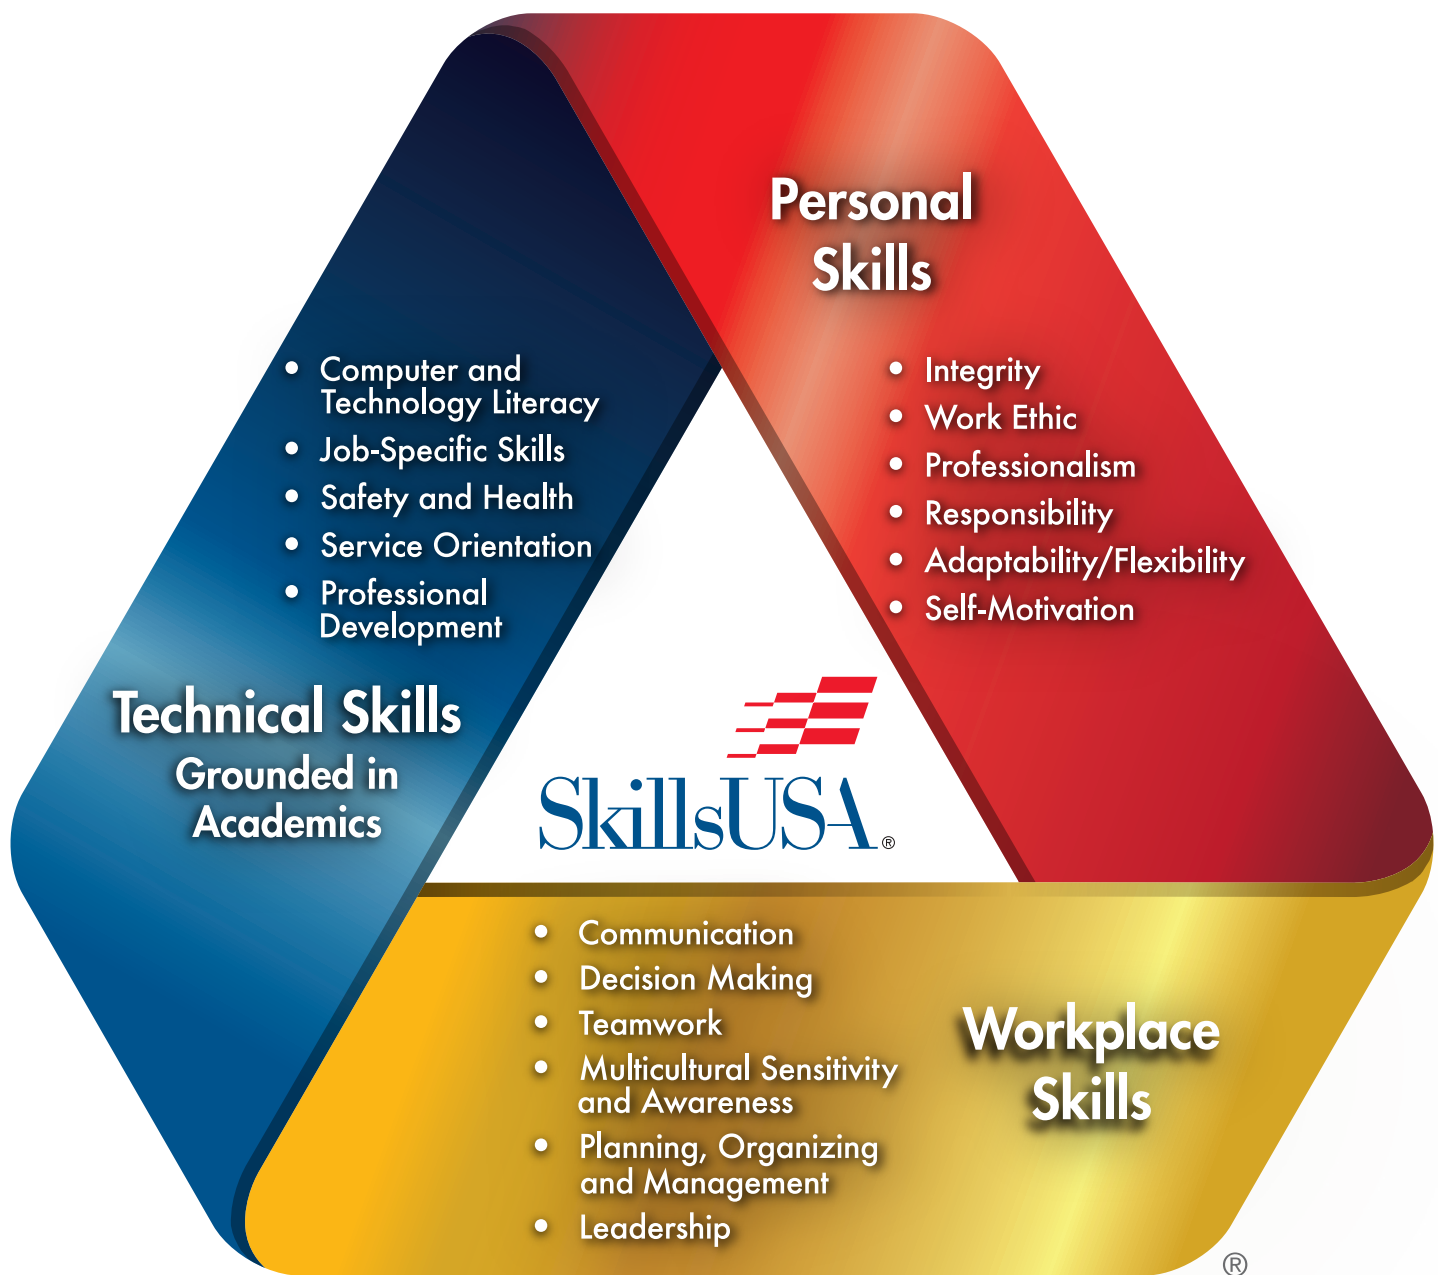 Personal
Skills
• Integrity
• Work Ethic
• Professionalism
• Responsibility
• Adaptability/Flexibility
• Self-Motivation
• Computer and
Technology Literacy
• Job-Specific Skills
• Safety and Health
• Service Orientation
• Professional
Development
Technical Skills
Grounded in
Academics
SkillsUSA®
• Communication
• Decision Making
• Teamwork
• Multicultural Sensitivity
and Awareness
• Planning, Organizing
and Management
• Leadership
Workplace
Skills
®